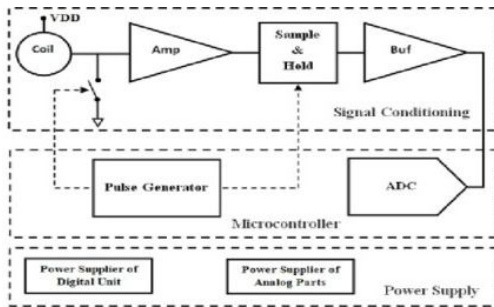 VDD
Coil
Amp
Sample
&
Hold
Buf
Signal Conditioning
Pulse Generator
ADC
Microcontroller
Power Supplier of
Digital Unit
Power Supplier of
Analog Parts
Power Supply